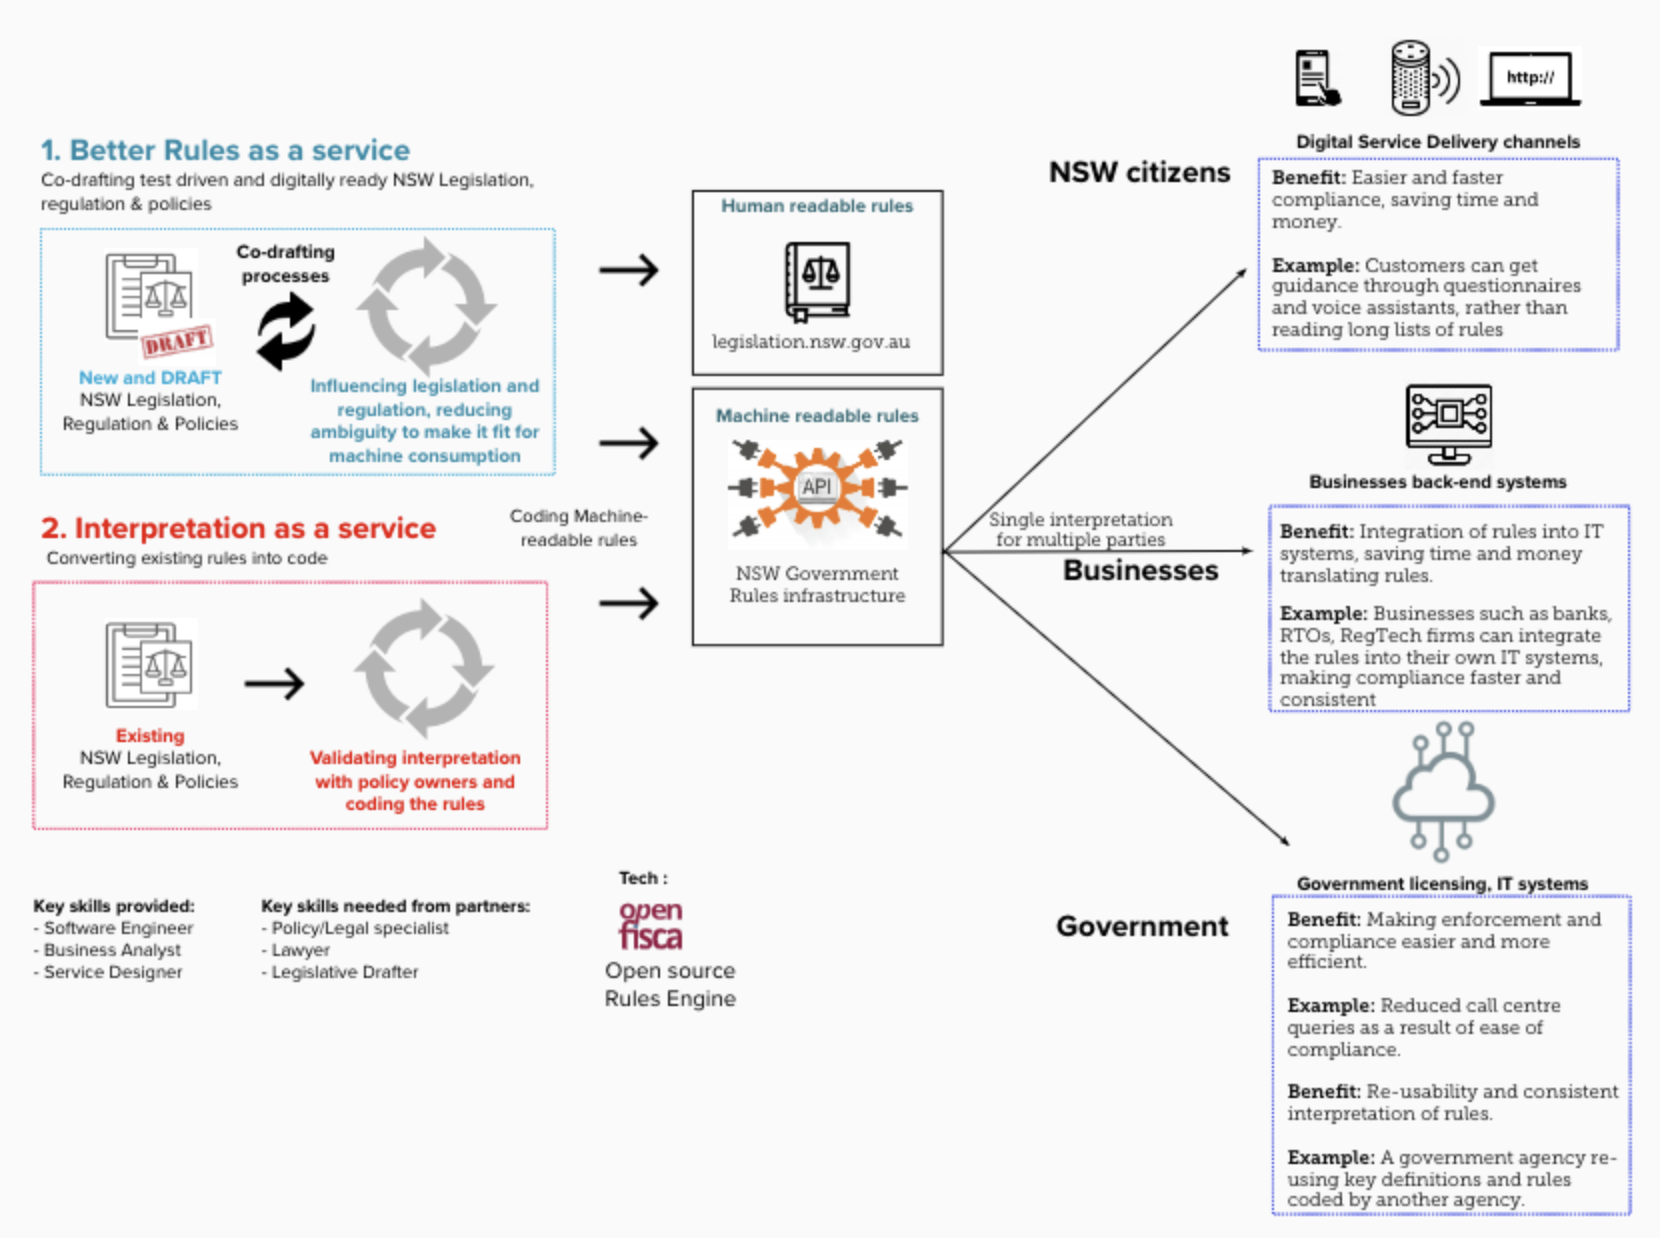 1. Better Rules as a service
Co-drafting test driven and digitally ready NSW Legislation,
regulation & policies
Co-drafting
processes
DRAFT
New and DRAFT
NSW Legislation,
Regulation & Policies
Influencing legislation and
regulation, reducing
ambiguity to make it fit for
machine consumption
2. Interpretation as a service
Converting existing rules into code
Coding Machine-
readable rules
Existing
NSW Legislation,
Regulation & Policies
Validating interpretation
with policy owners and
coding the rules
Key skills provided:
- Software Engineer
- Business Analyst
- Service Designer
Key skills needed from partners:
- Policy/Legal specialist
- Lawyer
- Legislative Drafter
Tech :
open
fisca
Open source
Rules Engine
Human readable rules
legislation.nsw.gov.au
Machine readable rules
API
NSW Government
Rules infrastructure
Single interpretation
for multiple parties
NSW citizens
http://
Digital Service Delivery channels
Benefit: Easier and faster
compliance, saving time and
money.
Example: Customers can get
guidance through questionnaires
and voice assistants, rather than
reading long lists of rules
Businesses
Businesses back-end systems
Benefit: Integration of rules into IT
systems, saving time and money
translating rules.
Example: Businesses such as banks,
RTOs, RegTech firms can integrate
the rules into their own IT systems,
making compliance faster and
consistent
Government
Government licensing, IT systems
Benefit: Making enforcement and
compliance easier and more
efficient.
Example: Reduced call centre
queries as a result of ease of
compliance.
Benefit: Re-usability and consistent
interpretation of rules.
Example: A government agency re-
using key definitions and rules
coded by another agency.